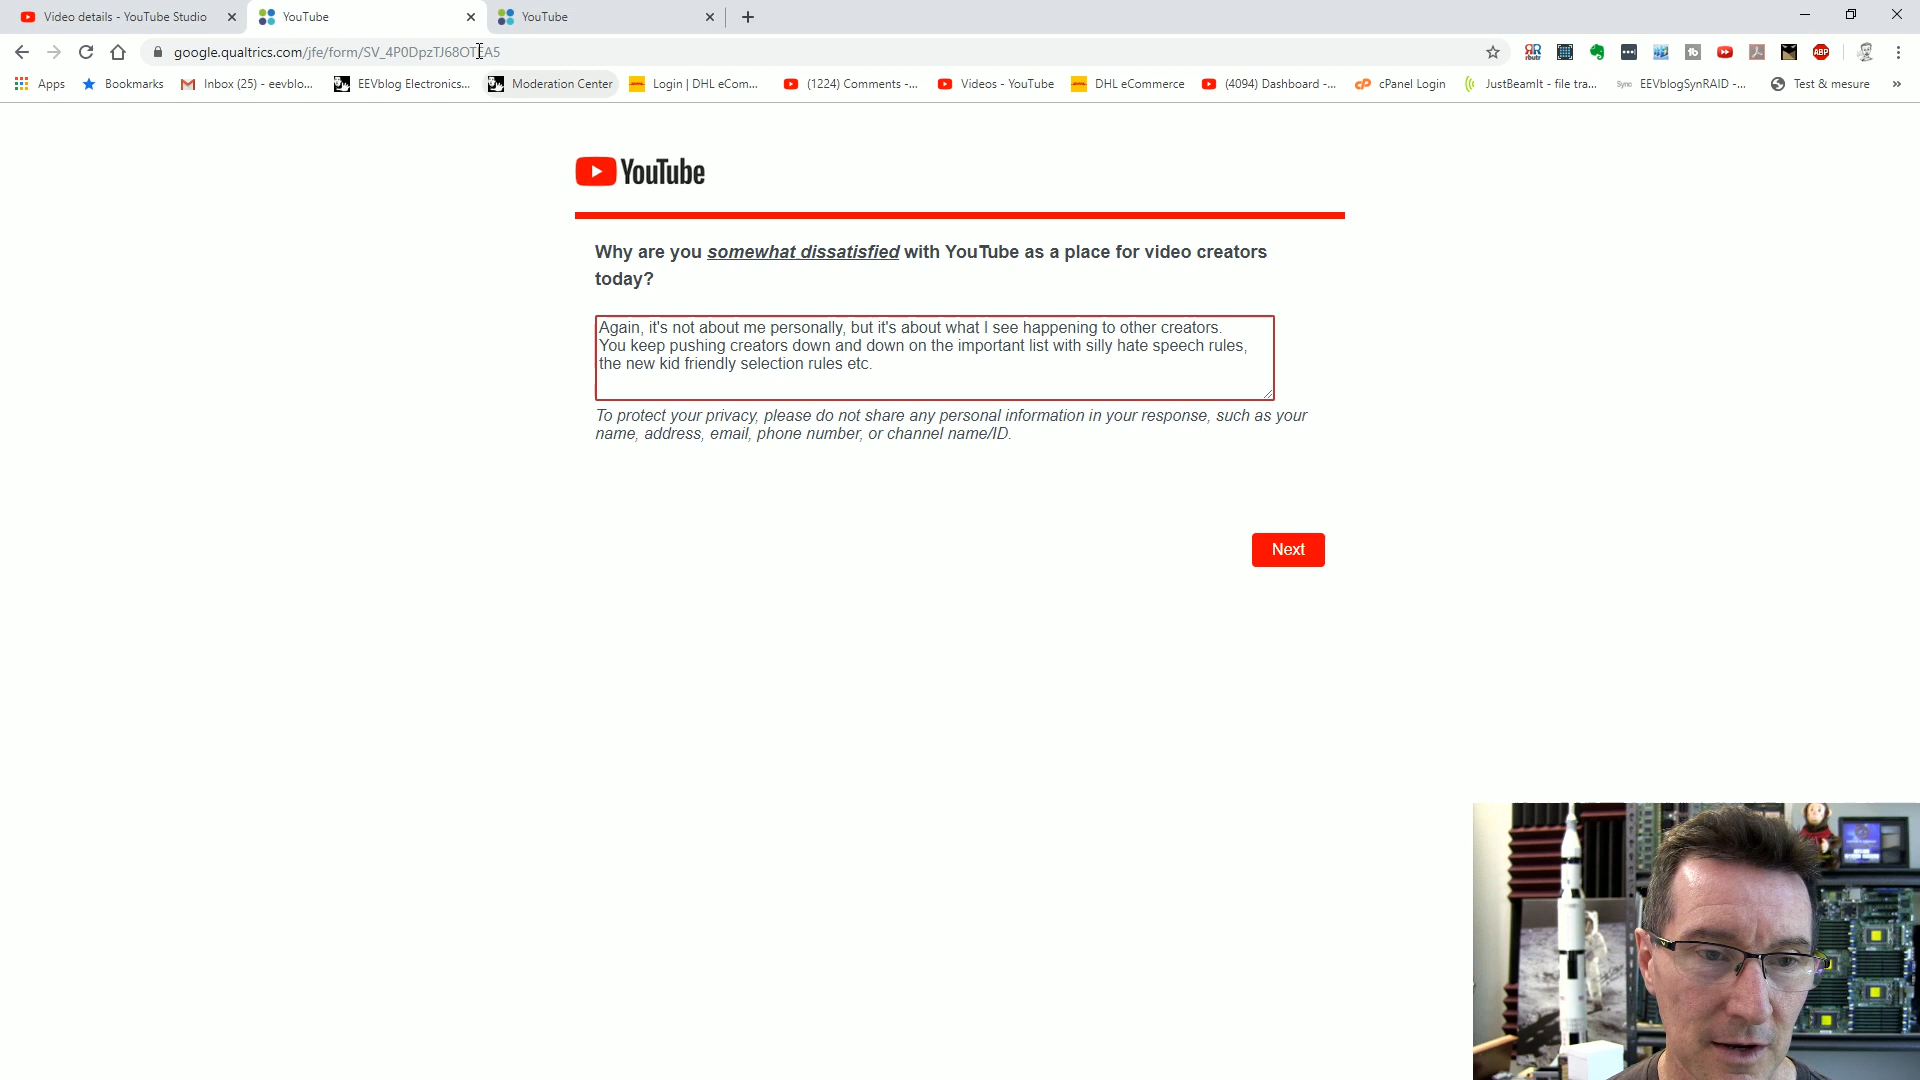 Video details - YouTube Studio
YouTube
YouTube
google.qualtrics.com/jfe/form/SV_4P0DpzTJ68OTEA5
Apps
Bookmarks
Inbox (25) - eevblo...
EEVblog Electronics...
Moderation Center
Login | DHL eCom...
(1224) Comments -...
Videos - YouTube
DHL eCommerce
(4094) Dashboard -...
cPanel Login
JustBeamIt - file tra...
EEVblogSynRAID -...
Test & mesure
YouTube
Why are you somewhat dissatisfied with YouTube as a place for video creators
today?
Again, it's not about me personally, but it's about what I see happening to other creators.
You keep pushing creators down and down on the important list with silly hate speech rules,
the new kid friendly selection rules etc.
To protect your privacy, please do not share any personal information in your response, such as your
name, address, email, phone number, or channel name/ID.
Next